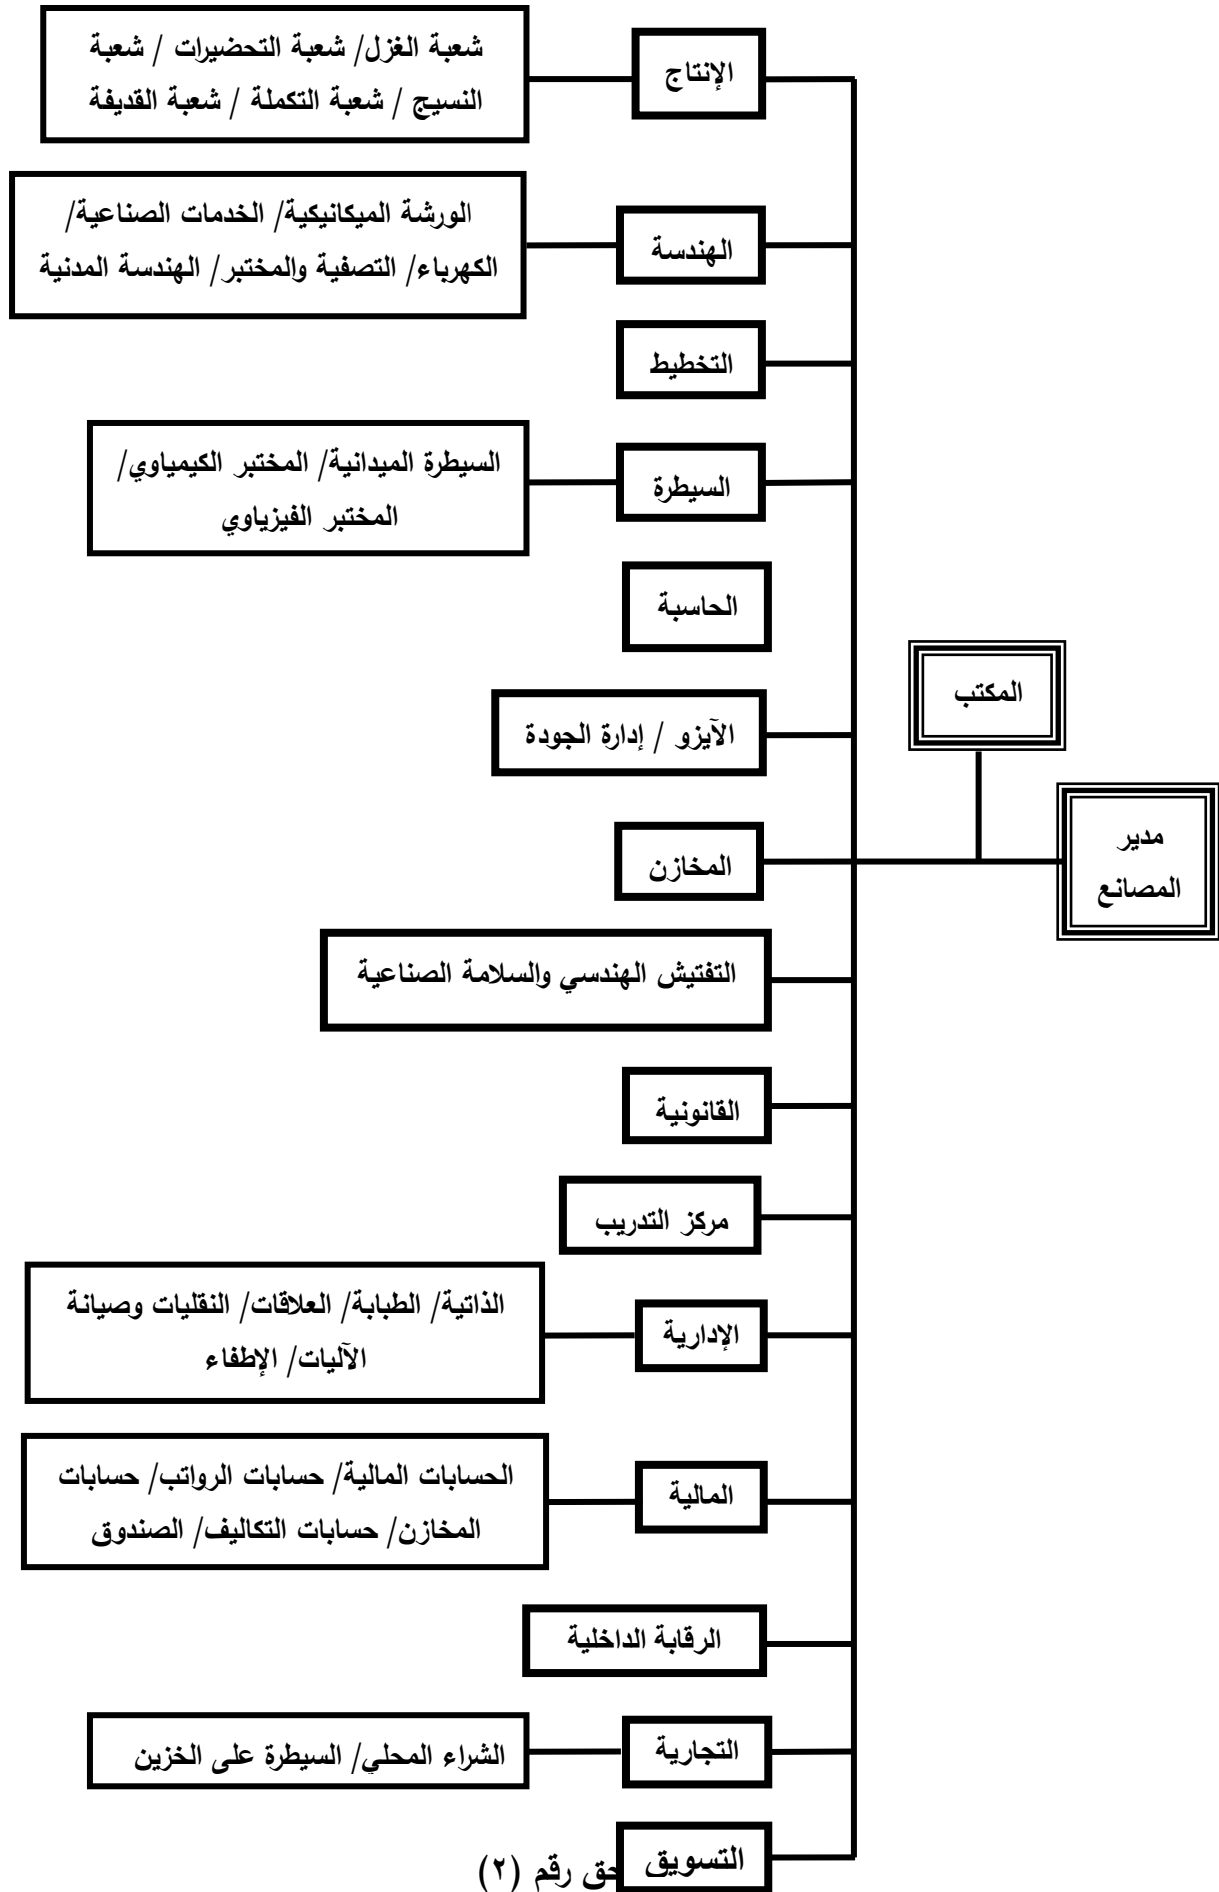 الإنتاج
شعبة الغزل/ شعبة التحضيرات / شعبة
النسيج / شعبة التكملة / شعبة القديفة
الهندسة
الورشة الميكانيكية/ الخدمات الصناعية/
الكهرباء/ التصفية والمختبر/ الهندسة المدنية
التخطيط
السيطرة
السيطرة الميدانية/ المختبر الكيمياوي/
المختبر الفيزياوي
الحاسبة
المكتب
الآيزو / إدارة الجودة
مدير
المصانع
المخازن
التفتيش الهندسي والسلامة الصناعية
القانونية
مركز التدريب
الإدارية
الذاتية/ الطبابة/ العلاقات/ النقليات وصيانة
الآليات/ الإطفاء
المالية
الحسابات المالية/ حسابات الرواتب/ حسابات
المخازن/ حسابات التكاليف/ الصندوق
الرقابة الداخلية
التجارية
الشراء المحلي/ السيطرة على الخزين
التسويق
حق رقم (٢)